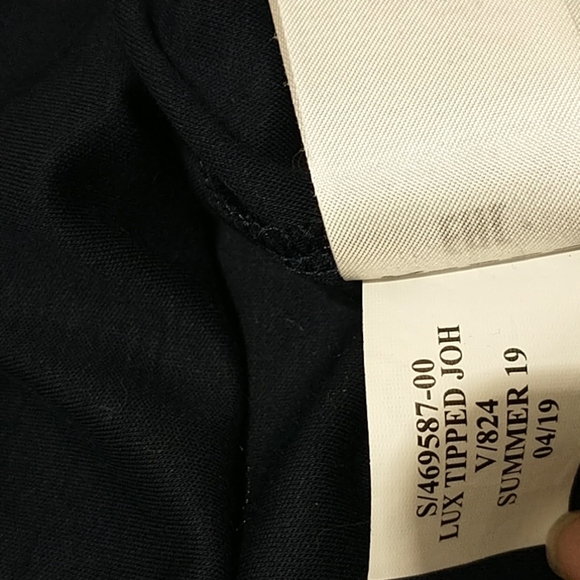 S/469587-00
LUX TIPPED JOH
V/824
SUMMER 19
04/19